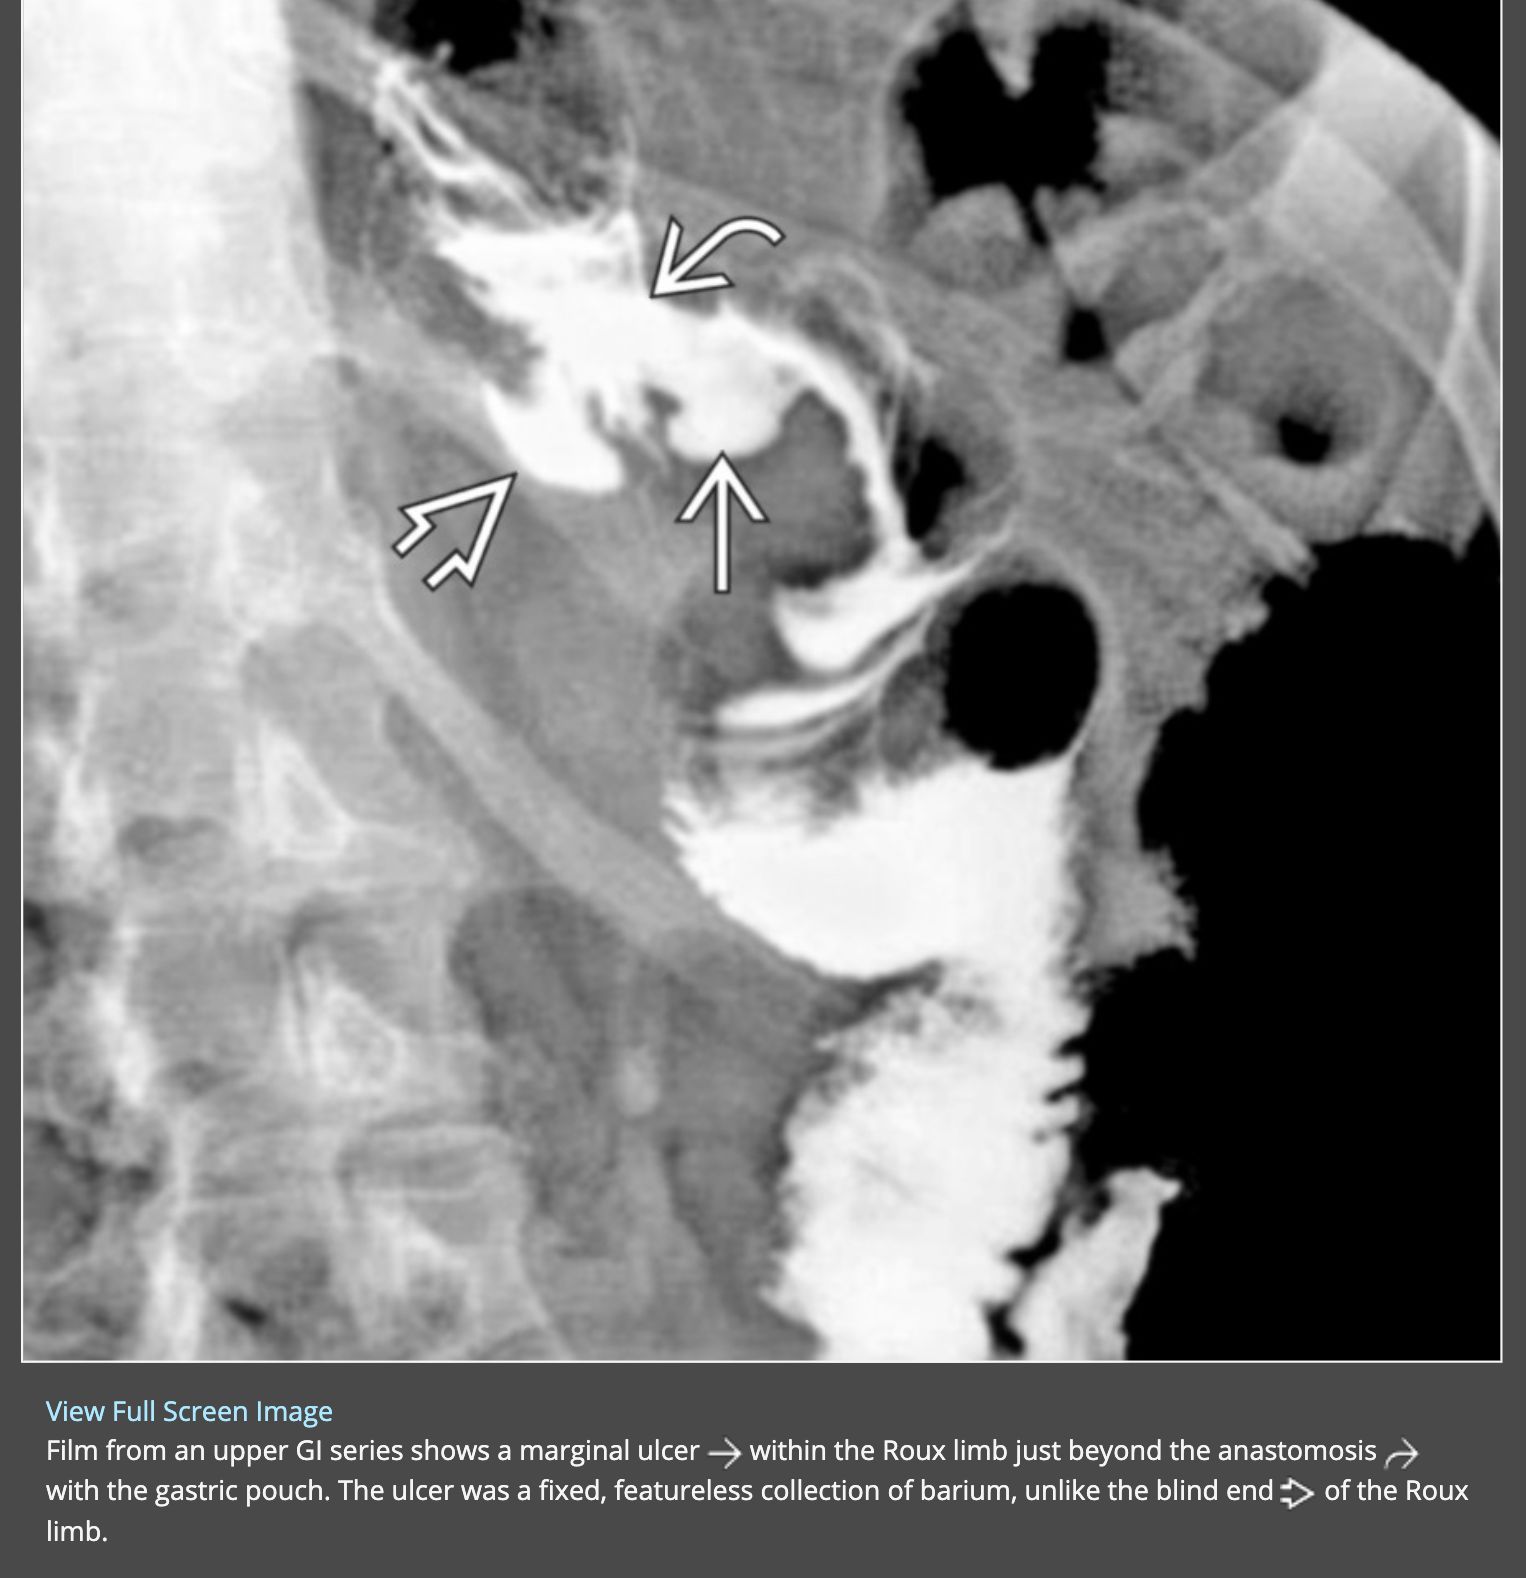 View Full Screen Image
Film from an upper GI series shows a marginal ulcer within the Roux limb just beyond the anastomosis
with the gastric pouch. The ulcer was a fixed, featureless collection of barium, unlike the blind end of the Roux
limb.